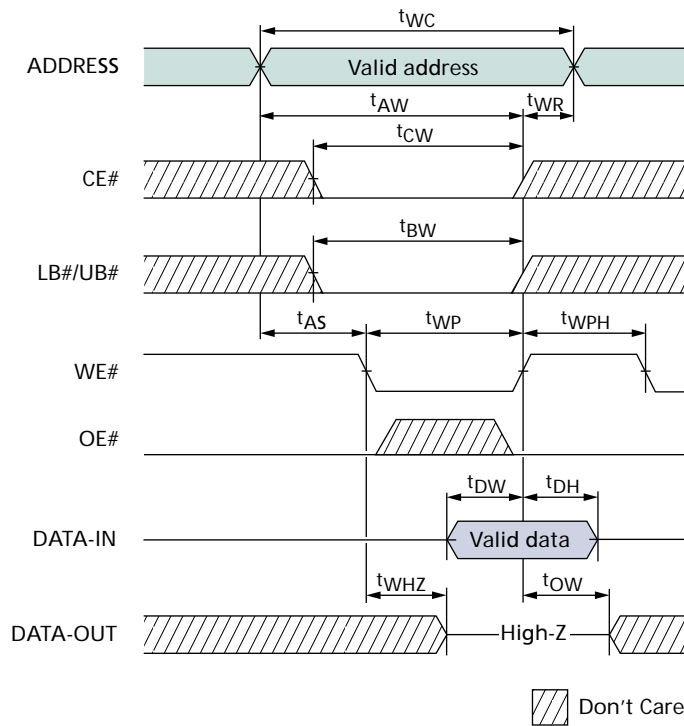 tWC
ADDRESS
Valid address
tAW
tWR
tCW
CE#
tBW
LB#/UB#
tAS
tWP
tWPH
WE#
OE#
tDW
tDH
DATA-IN
Valid data
tWHZ
tOW
DATA-OUT
High-Z
Don't Care